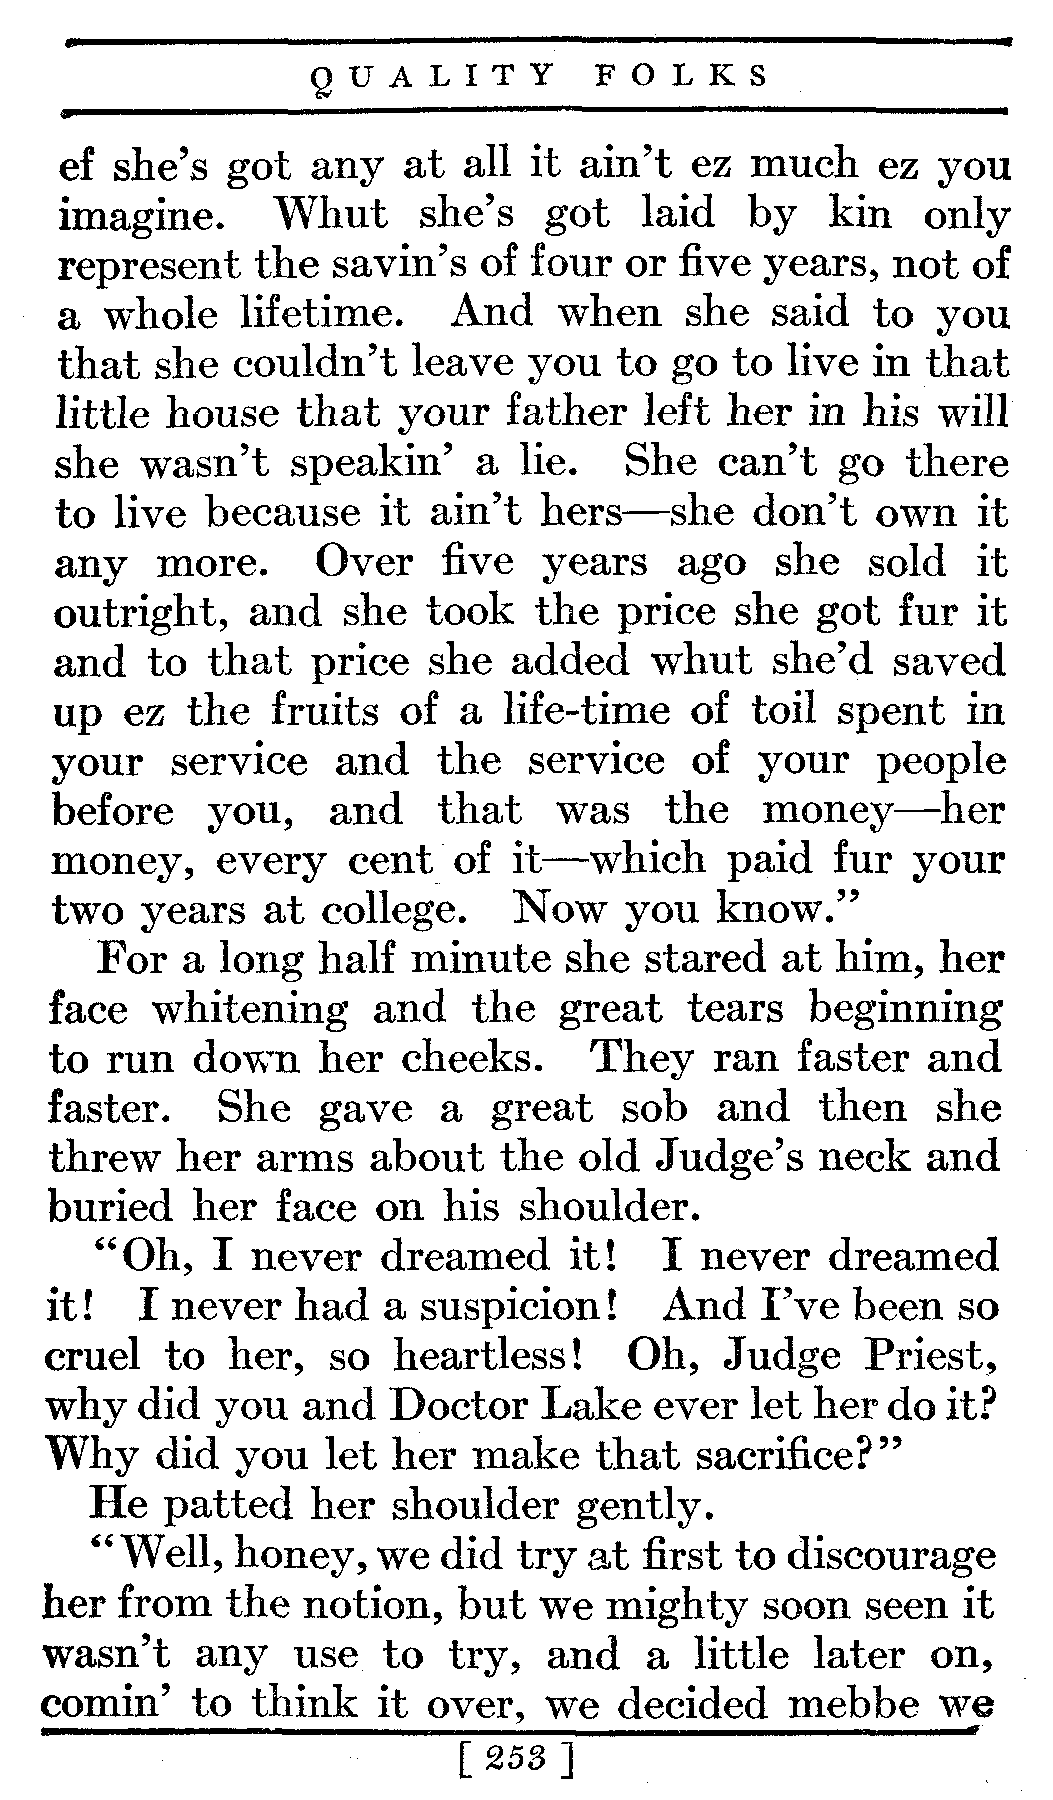 QUALITY FOLKS
ef she's got any at all it ain't ez much ez you
imagine. Whut she's got laid by kin only
represent the savin's of four or five years, not of
a whole lifetime. And when she said to you
that she couldn't leave you to go to live in that
little house that your father left her in his will
she wasn't speakin' a lie. She can't go there
to live because it ain't hers—she don't own it
any more. Over five years ago she sold it
outright, and she took the price she got fur it
and to that price she added whut she'd saved
up ez the fruits of a life-time of toil spent in
your service and the service of your people
before you, and that was the money—her
money, every cent of it—which paid fur your
two years at college. Now you know."
For a long half minute she stared at him, her
face whitening and the great tears beginning
to run down her cheeks. They ran faster and
faster. She gave a great sob and then she
threw her arms about the old Judge's neck and
buried her face on his shoulder.
"Oh, I never dreamed it! I never dreamed
it! I never had a suspicion! And I've been so
cruel to her, so heartless! Oh, Judge Priest,
why did you and Doctor Lake ever let her do it?
Why did you let her make that sacrifice?"
He patted her shoulder gently.
"Well, honey, we did try at first to discourage
her from the notion, but we mighty soon seen it
wasn't any use to try, and a little later on,
comin' to think it over, we decided mebbe we
[ 253 ]